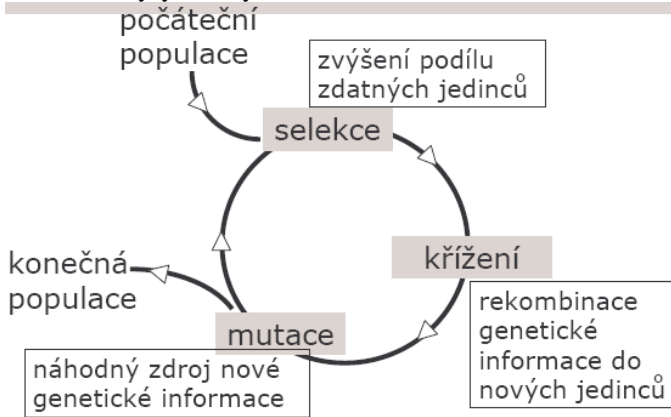 počáteční
populace
zvýšení podílu
zdatných jedinců
selekce
křížení
rekombinace
genetické
informace do
nových jedinců
mutace
náhodný zdroj nové
genetické informace
konečná
populace